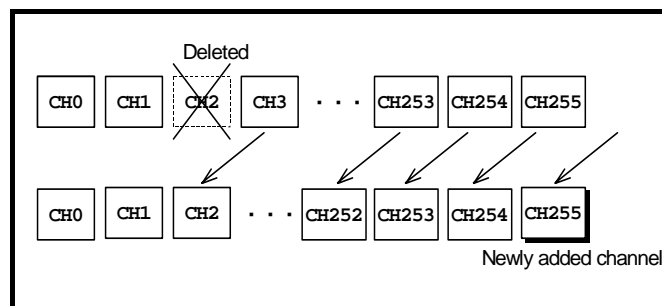 Deleted
CH0 CH1 CH2 CH3 · · · CH253 CH254 CH255
CH0 CH1 CH2 · · · CH252 CH253 CH254 CH255
Newly added channel